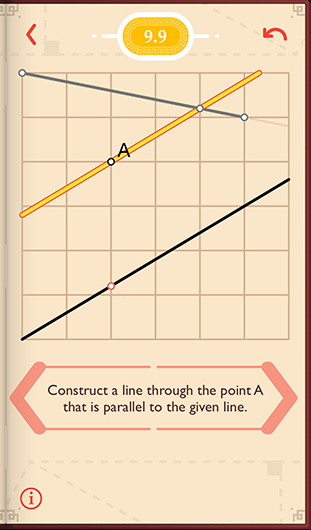 9.9
A
Construct a line through the point A
that is parallel to the given line.
i